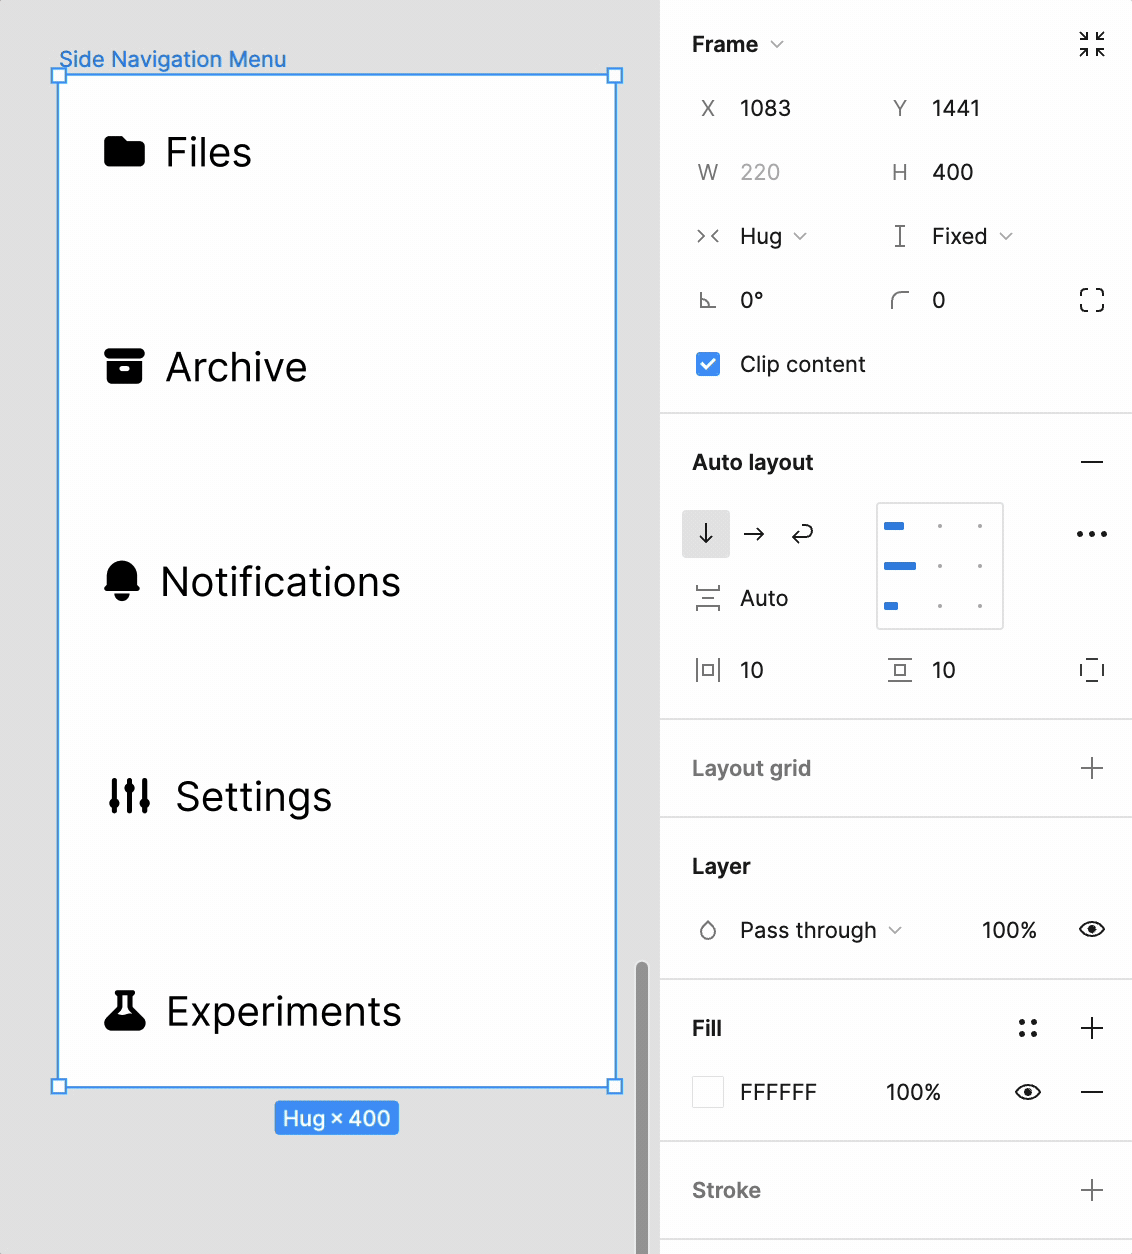 Side Navigation Menu
Files
Archive
Notifications
Settings
Experiments
Hug × 400
Frame
X 1083 Y 1441
W 220 H 400
Hug Fixed
0° 0
Clip content
Auto layout
Auto
10 10
Layout grid
Layer
Pass through 100%
Fill
FFFFFF 100%
Stroke